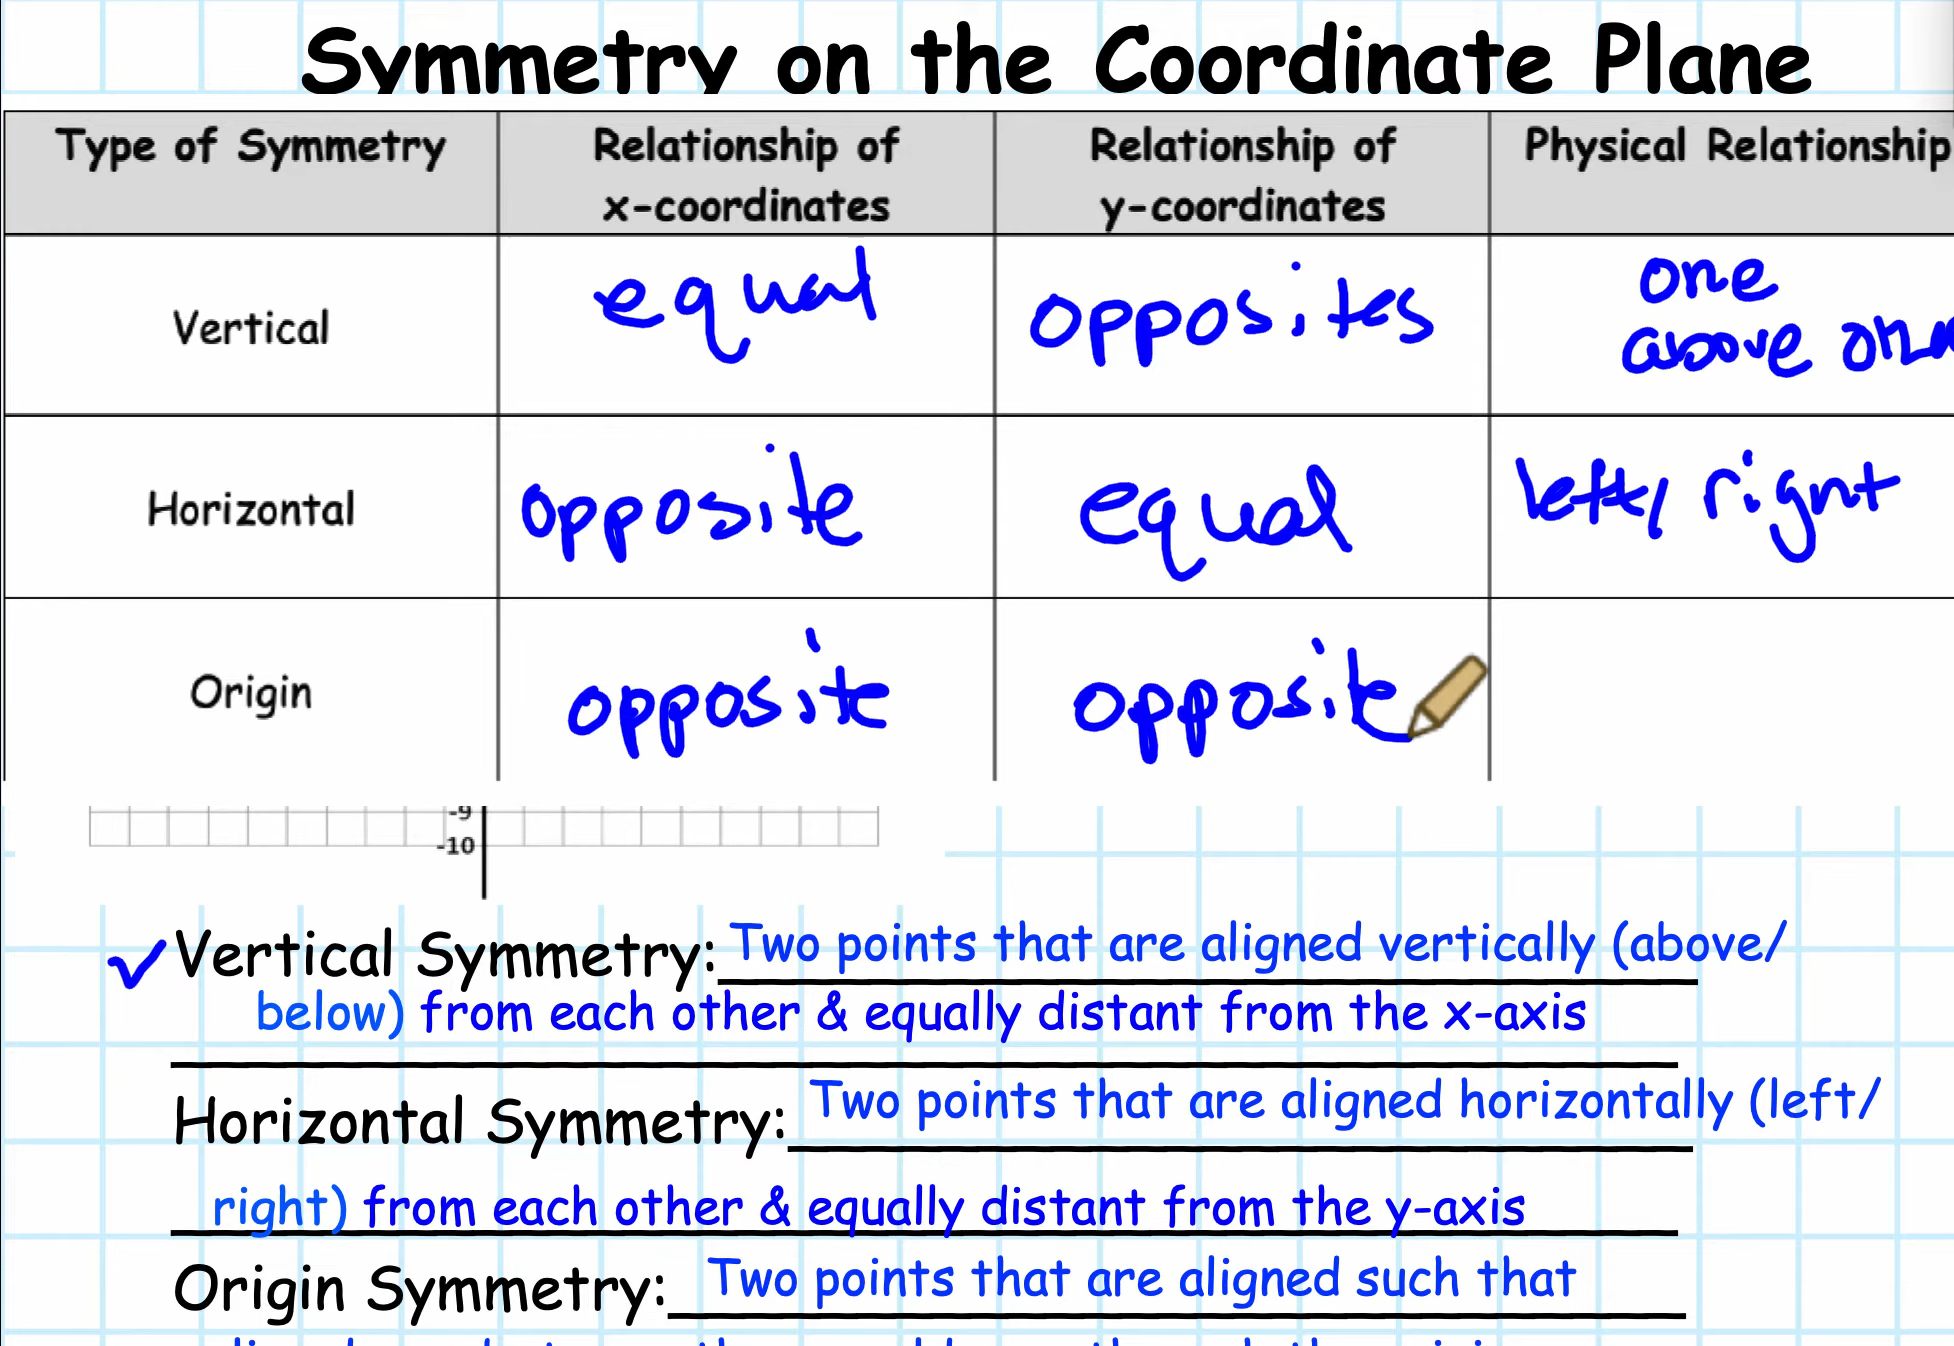 Symmetry on the Coordinate Plane
Type of Symmetry
Relationship of
x-coordinates
Relationship of
y-coordinates
Physical Relationship
Vertical
equal
opposites
one
above
Horizontal
opposite
equal
left/ right
Origin
opposite
opposite
-9
-10
Vertical Symmetry: Two points that are aligned vertically (above/
below) from each other & equally distant from the x-axis
Horizontal Symmetry: Two points that are aligned horizontally (left/
right) from each other & equally distant from the y-axis
Origin Symmetry: Two points that are aligned such that